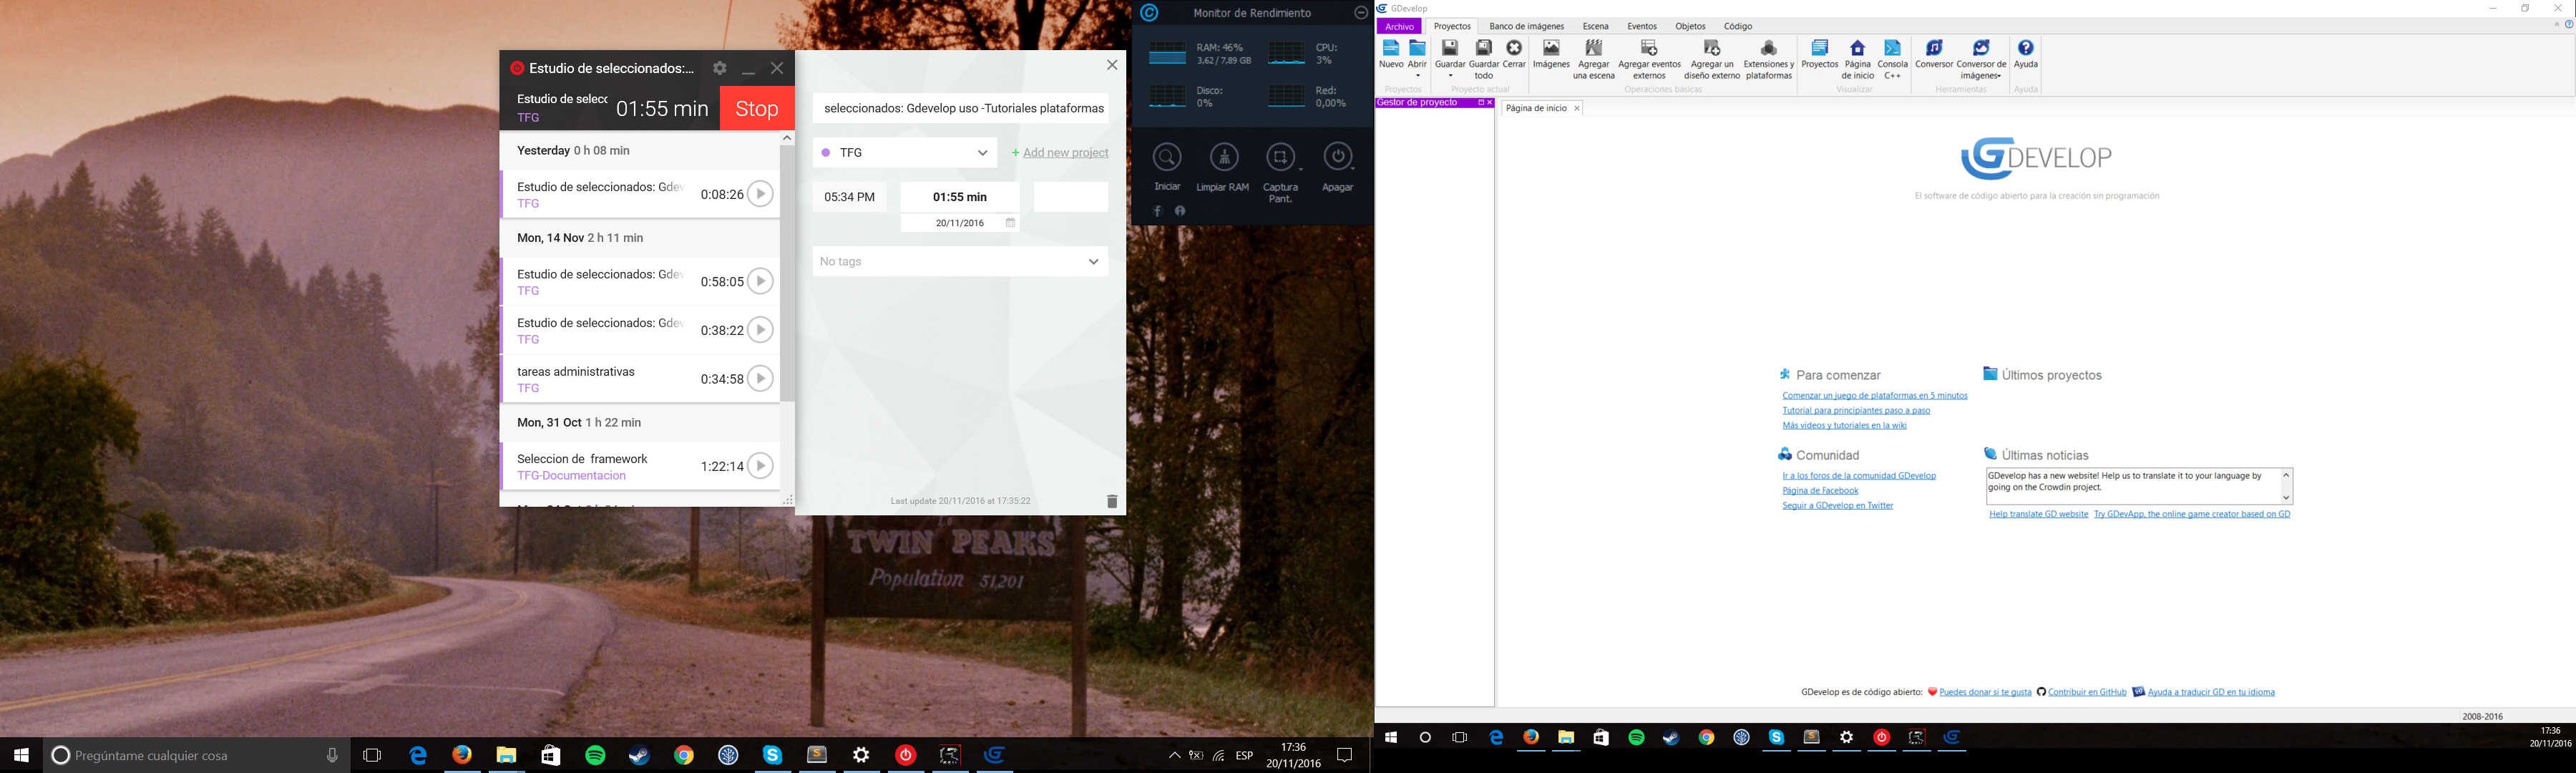 Estudio de seleccionados:...
Estudio de selecc
TFG
01:55 min
Stop
Yesterday 0 h 08 min
Estudio de seleccionados: Gdev
TFG
0:08:26
Mon, 14 Nov 2 h 11 min
Estudio de seleccionados: Gdev
TFG
0:58:05
Estudio de seleccionados: Gdev
TFG
0:38:22
tareas administrativas
TFG
0:34:58
Mon, 31 Oct 1 h 22 min
Seleccion de framework
TFG-Documentacion
1:22:14
seleccionados: Gdevelop uso -Tutoriales plataformas
TFG
+ Add new project
05:34 PM
01:55 min
20/11/2016
No tags
Last update 20/11/2016 at 17:35:22
TWIN PEAKS
Population 51,201
Monitor de Rendimiento
RAM: 46%
3,62 / 7,89 GB
CPU:
3%
Disco:
0%
Red:
0,00%
Iniciar
Limpiar RAM
Captura
Pant.
Apagar
Pregúntame cualquier cosa
ESP
17:36
20/11/2016
GDevelop
Archivo Proyectos Banco de imágenes Escena Eventos Objetos Código
Nuevo Abrir
Proyectos
Guardar
Guardar
todo
Cerrar
Proyecto actual
Imágenes
Agregar
una escena
Agregar eventos
externos
Agregar un
diseño externo
Extensiones y
plataformas
Operaciones básicas
Proyectos
Página
de inicio
Consola
C++
Visualizar
Conversor
Conversor de
imágenes
Herramientas
Ayuda
Ayuda
Gestor de proyecto
Página de inicio
GDEVELOP
El software de código abierto para la creación sin programación
Para comenzar
Comenzar un juego de plataformas en 5 minutos
Tutorial para principiantes paso a paso
Más videos y tutoriales en la wiki
Últimos proyectos
Comunidad
Ir a los foros de la comunidad GDevelop
Página de Facebook
Seguir a GDevelop en Twitter
Últimas noticias
GDevelop has a new website! Help us to translate it to your language by
going on the Crowdin project.
Help translate GD website Try GDevApp, the online game creator based on GD
GDevelop es de código abierto: Puedes donar si te gusta Contribuir en GitHub Ayuda a traducir GD en tu idioma
2008-2016
17:36
20/11/2016